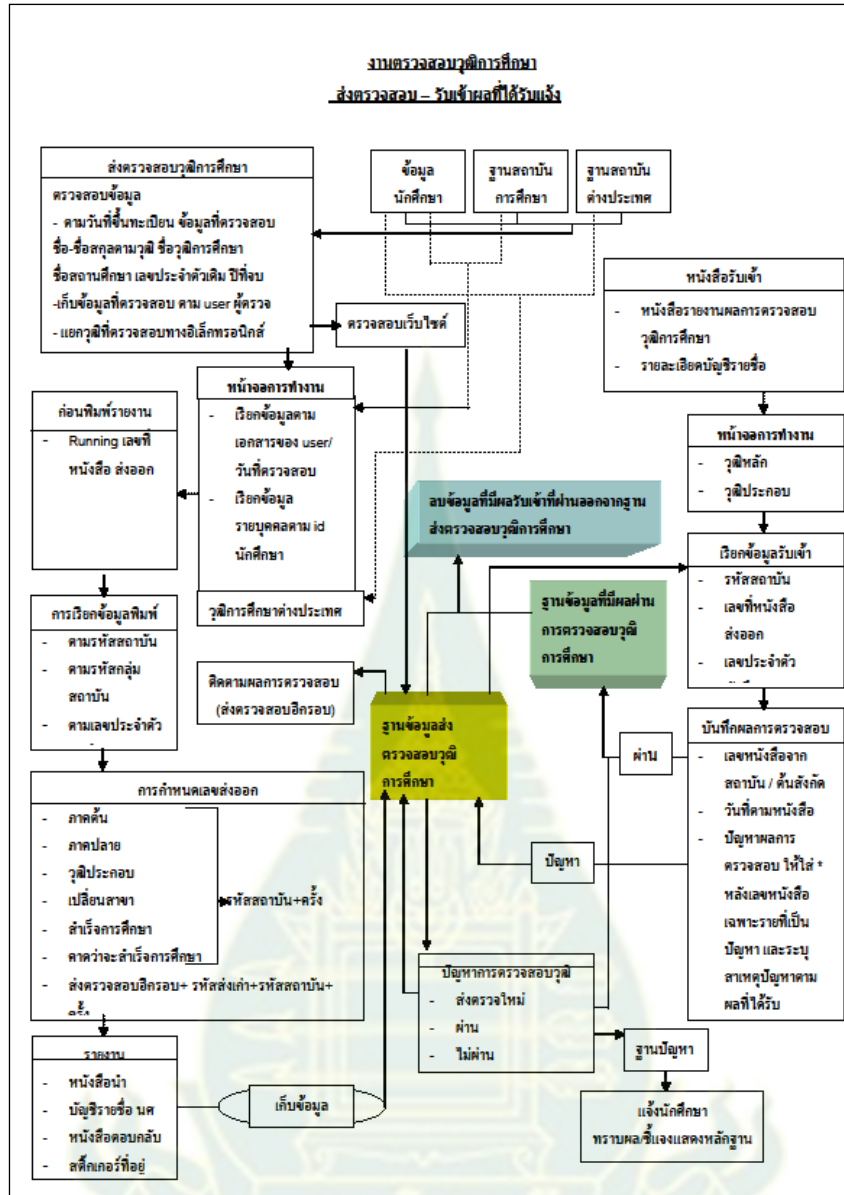 งานตรวจสอบวุฒิการศึกษา
ส่งตรวจสอบ – รับเข้าผลที่ได้รับแจ้ง
ส่งตรวจสอบวุฒิการศึกษา
ตรวจสอบข้อมูล
- ตามวันที่ขึ้นทะเบียน ข้อมูลที่ตรวจสอบ
ชื่อ-ชื่อสกุลตามวุฒิ ชื่อวุฒิการศึกษา
ชื่อสถานศึกษา เลขประจำตัวเดิม ปีที่จบ
-เก็บข้อมูลที่ตรวจสอบ ตาม user ผู้ตรวจ
- แยกวุฒิที่ตรวจสอบทางอิเล็กทรอนิกส์
ข้อมูล
นักศึกษา
ฐานสถาบัน
การศึกษา
ฐานสถาบัน
ต่างประเทศ
ตรวจสอบเว็บไซต์
หนังสือรับเข้า
- หนังสือรายงานผลการตรวจสอบ
วุฒิการศึกษา
- รายละเอียดบัญชีรายชื่อ
ก่อนพิมพ์รายงาน
- Running เลขที่
หนังสือ ส่งออก
หน้าจอการทำงาน
- เรียกข้อมูลตาม
เอกสารของ user/
วันที่ตรวจสอบ
- เรียกข้อมูล
รายบุคคลตาม id
นักศึกษา
วุฒิการศึกษาต่างประเทศ
หน้าจอการทำงาน
- วุฒิหลัก
- วุฒิประกอบ
ลบข้อมูลที่มีผลรับเข้าที่ผ่านออกจากฐาน
ส่งตรวจสอบวุฒิการศึกษา
เรียกข้อมูลรับเข้า
- รหัสสถาบัน
- เลขที่หนังสือ
ส่งออก
- เลขประจำตัว
ฐานข้อมูลที่มีผลผ่าน
การตรวจสอบวุฒิ
การศึกษา
การเรียกข้อมูลพิมพ์
- ตามรหัสสถาบัน
- ตามรหัสกลุ่ม
สถาบัน
- ตามเลขประจำตัว
ติดตามผลการตรวจสอบ
(ส่งตรวจสอบอีกรอบ)
ฐานข้อมูลส่ง
ตรวจสอบวุฒิ
การศึกษา
ผ่าน
บันทึกผลการตรวจสอบ
- เลขหนังสือจาก
สถาบัน / ต้นสังกัด
- วันที่ตามหนังสือ
- ปัญหาผลการ
ตรวจสอบ ให้ใส่ *
หลังเลขหนังสือ
เฉพาะรายที่เป็น
ปัญหา และระบุ
สาเหตุปัญหาตาม
ผลที่ได้รับ
ปัญหา
การกำหนดเลขส่งออก
- ภาคต้น
- ภาคปลาย
- วุฒิประกอบ
- เปลี่ยนสาขา
- สำเร็จการศึกษา
- คาดว่าจะสำเร็จการศึกษา
รหัสสถาบัน+ครั้ง
- ส่งตรวจสอบอีกรอบ+ รหัสส่งเก่า+รหัสสถาบัน+
ครั้ง
ปัญหาการตรวจสอบวุฒิ
- ส่งตรวจใหม่
- ผ่าน
- ไม่ผ่าน
ฐานปัญหา
รายงาน
- หนังสือนำ
- บัญชีรายชื่อ นศ
- หนังสือตอบกลับ
- สติ๊กเกอร์ที่อยู่
เก็บข้อมูล
แจ้งนักศึกษา
ทราบผล/ชี้แจงแสดงหลักฐาน